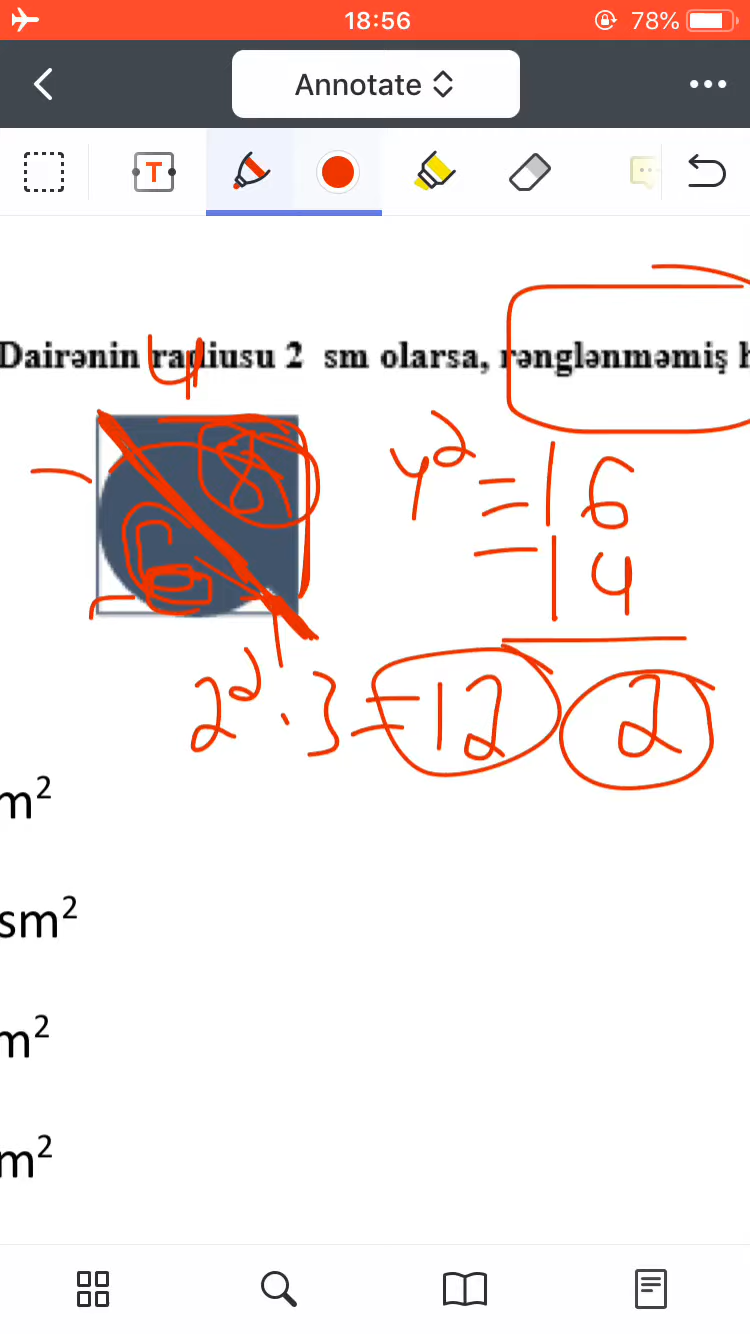 18:56
78%
Annotate
T
Dairənin radiusu 2 sm olarsa, rənglənməmiş h
4
8
6
4² = 16
- 14
2² · 3 = 12
2
m²
sm²
m²
m²